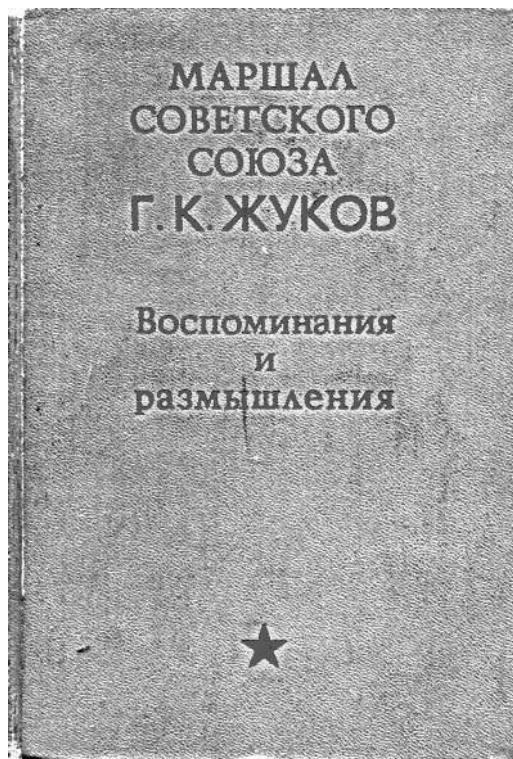 МАРШАЛ
СОВЕТСКОГО
СОЮЗА
Г. К. ЖУКОВ
Воспоминания
и
размышления